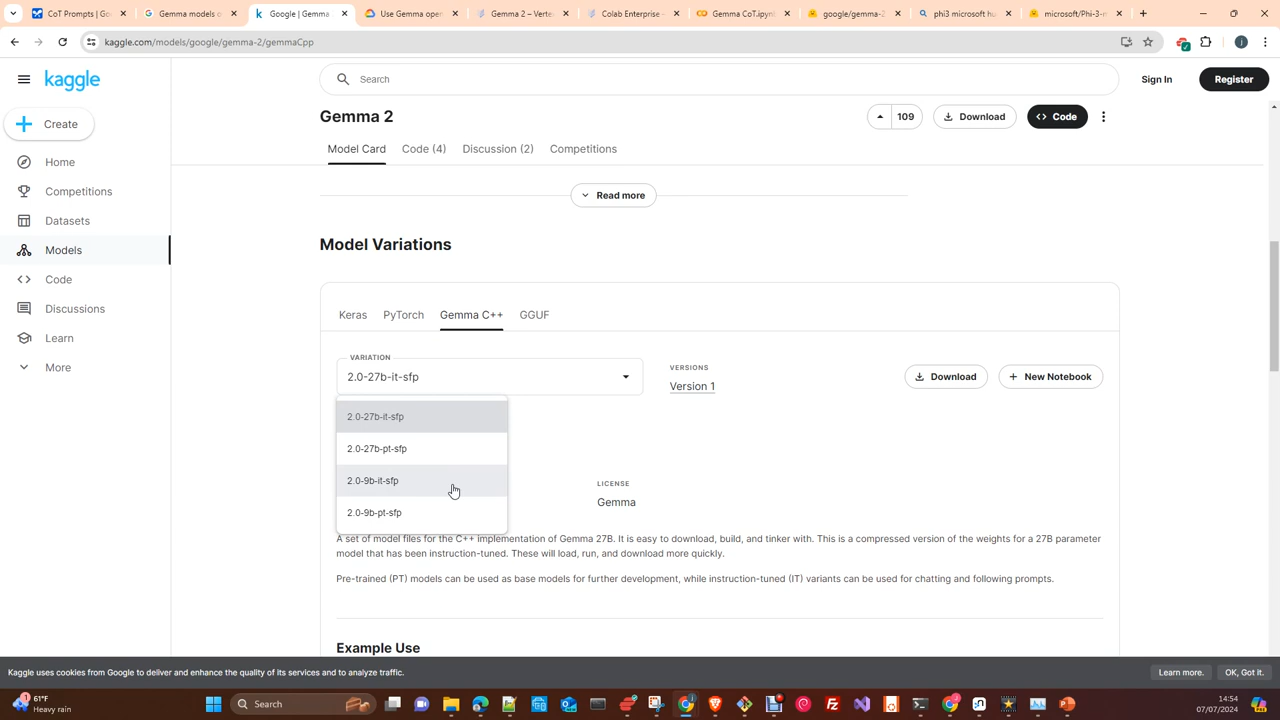 CoT Prompts | Go
Gemma models o
Google | Gemma
Use Gemma open
Gemma 2 – Verte
Colab Enterprise –
Gemma CoT.ipynb
google/gemma-2
phi3 microsoft hu
microsoft/Phi-3-m
kaggle.com/models/google/gemma-2/gemmaCpp
kaggle
Search
Sign In
Register
Create
Gemma 2
109
Download
Code
Model Card
Code (4)
Discussion (2)
Competitions
Home
Competitions
Datasets
Models
Code
Discussions
Learn
More
Read more
Model Variations
Keras
PyTorch
Gemma C++
GGUF
VARIATION
2.0-27b-it-sfp
VERSIONS
Version 1
Download
New Notebook
2.0-27b-it-sfp
2.0-27b-pt-sfp
2.0-9b-it-sfp
2.0-9b-pt-sfp
LICENSE
Gemma
A set of model files for the C++ implementation of Gemma 27B. It is easy to download, build, and tinker with. This is a compressed version of the weights for a 27B parameter
model that has been instruction-tuned. These will load, run, and download more quickly.
Pre-trained (PT) models can be used as base models for further development, while instruction-tuned (IT) variants can be used for chatting and following prompts.
Example Use
Kaggle uses cookies from Google to deliver and enhance the quality of its services and to analyze traffic.
Learn more.
OK, Got it.
61°F
Heavy rain
Search
14:54
07/07/2024